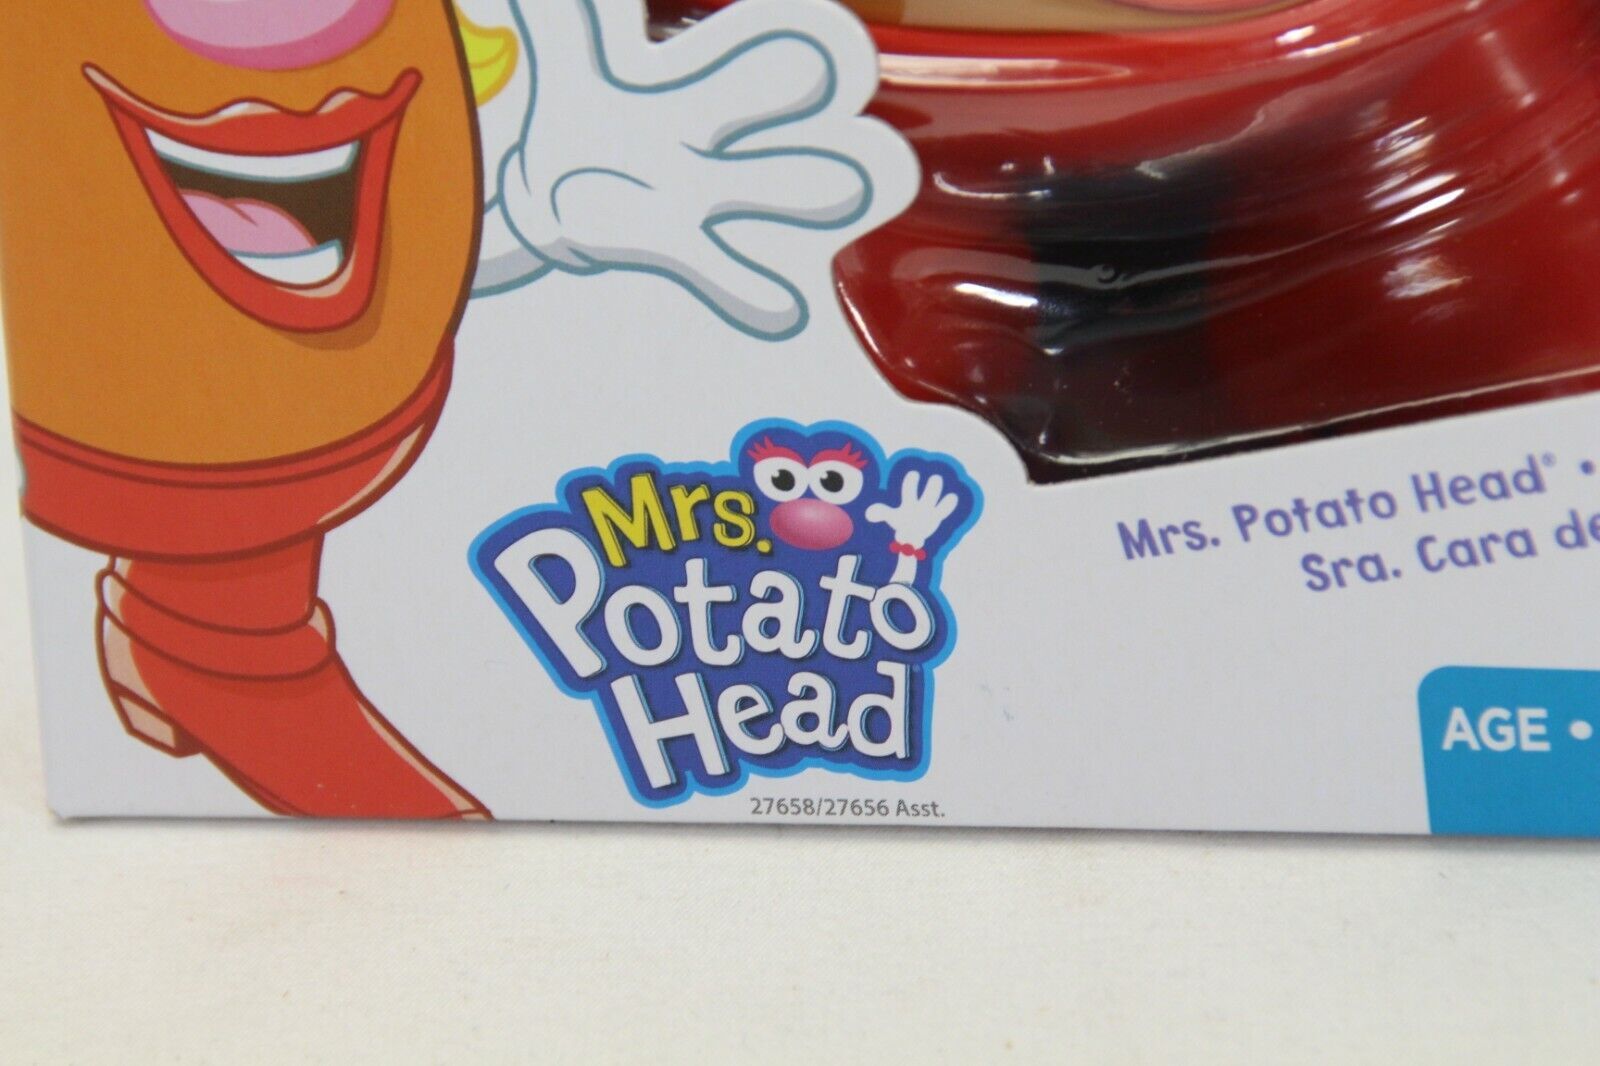 Mrs.
Potato
Head
27658/27656 Asst.
Mrs. Potato Head® •
Sra. Cara de
AGE •